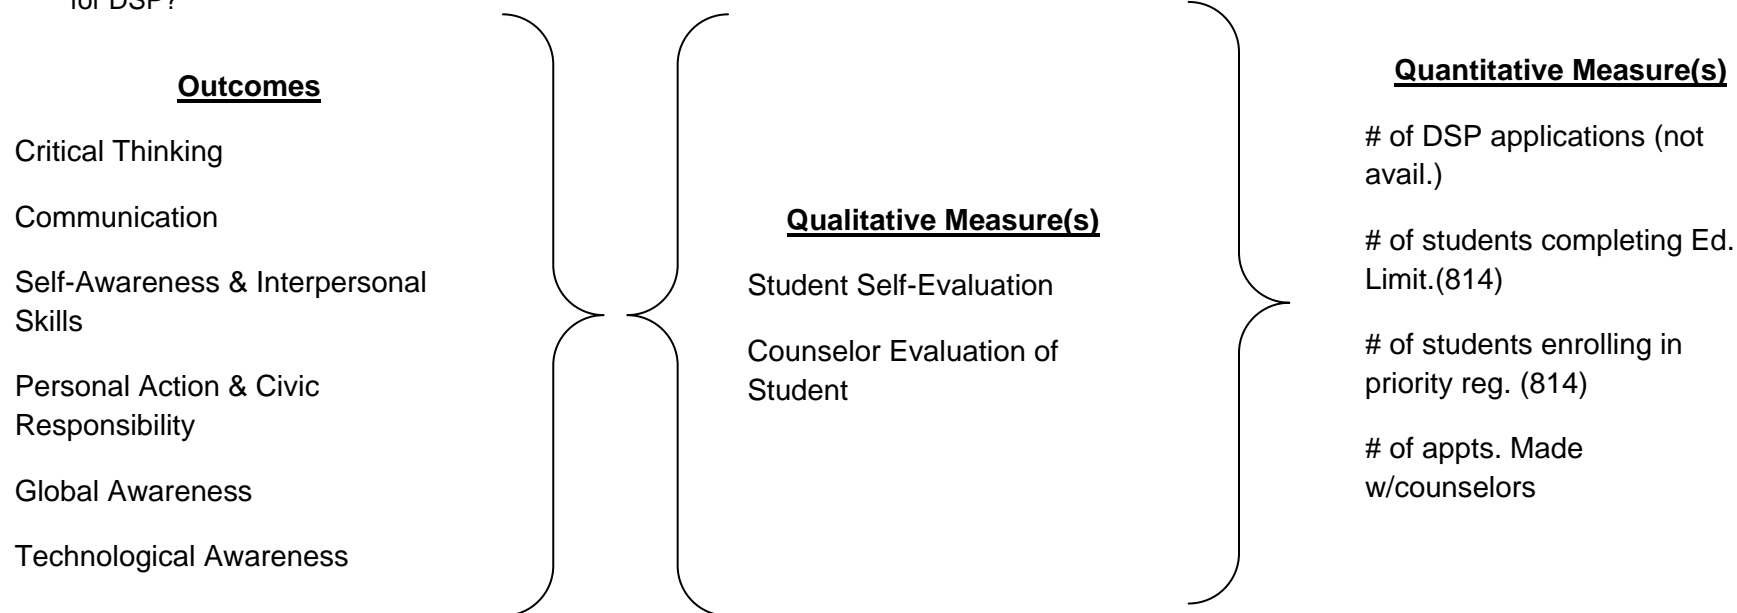 for DSP?
Outcomes
Critical Thinking
Communication
Self-Awareness & Interpersonal
Skills
Personal Action & Civic
Responsibility
Global Awareness
Technological Awareness
Qualitative Measure(s)
Student Self-Evaluation
Counselor Evaluation of
Student
Quantitative Measure(s)
# of DSP applications (not
avail.)
# of students completing Ed.
Limit.(814)
# of students enrolling in
priority reg. (814)
# of appts. Made
w/counselors